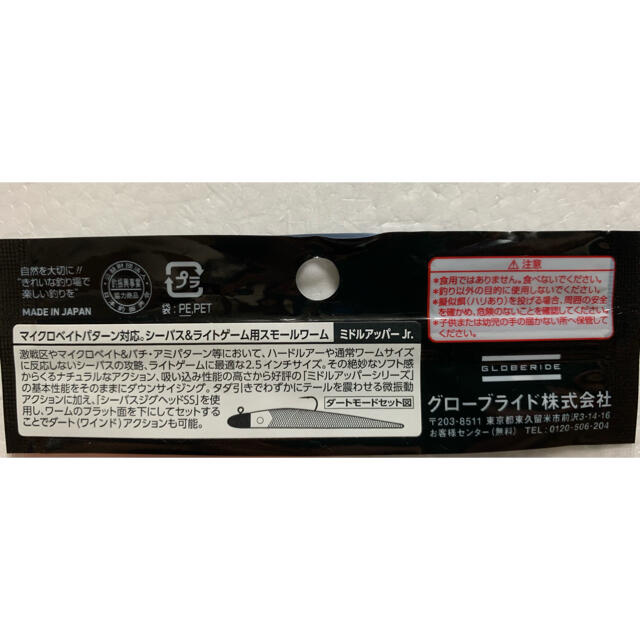 自然を大切に!!
“きれいな釣り場で
楽しい釣りを”
MADE IN JAPAN
釣振興事業
協力商品
プラ
袋:PE,PET
マイクロベイトパターン対応。シーバス&ライトゲーム用スモールワーム ミドルアッパー Jr.
激戦区やマイクロベイト&バチ・アミパターン等において、ハードルアーや通常ワームサイズ
に反応しないシーバスの攻略、ライトゲームに最適な2.5インチサイズ。その絶妙なソフト感
からくるナチュラルなアクション、吸い込み性能の高さから好評の「ミドルアッパーシリーズ」
の基本性能をそのままにダウンサイジング。タダ引きでわずかにテールを震わせる微振動
アクションに加え、「シーバスジグヘッドSS」
を使用し、ワームのフラット面を下にしてセットする
ことでダート(ワインド)アクションも可能。
ダートモードセット図
⚠注意
*食用ではありません。食べないでください。
*釣り以外の目的に使用しないでください。
*擬似餌(ハリあり)を投げる場合、周囲の安全
を確かめ、危険のないことを確認してください。
*子供または幼児の手の届かない所へ保管して
ください。
GLOBERIDE
グローブライド株式会社
〒203-8511 東京都東久留米市前沢3-14-16
お客様センター(無料) TEL:0120-506-204